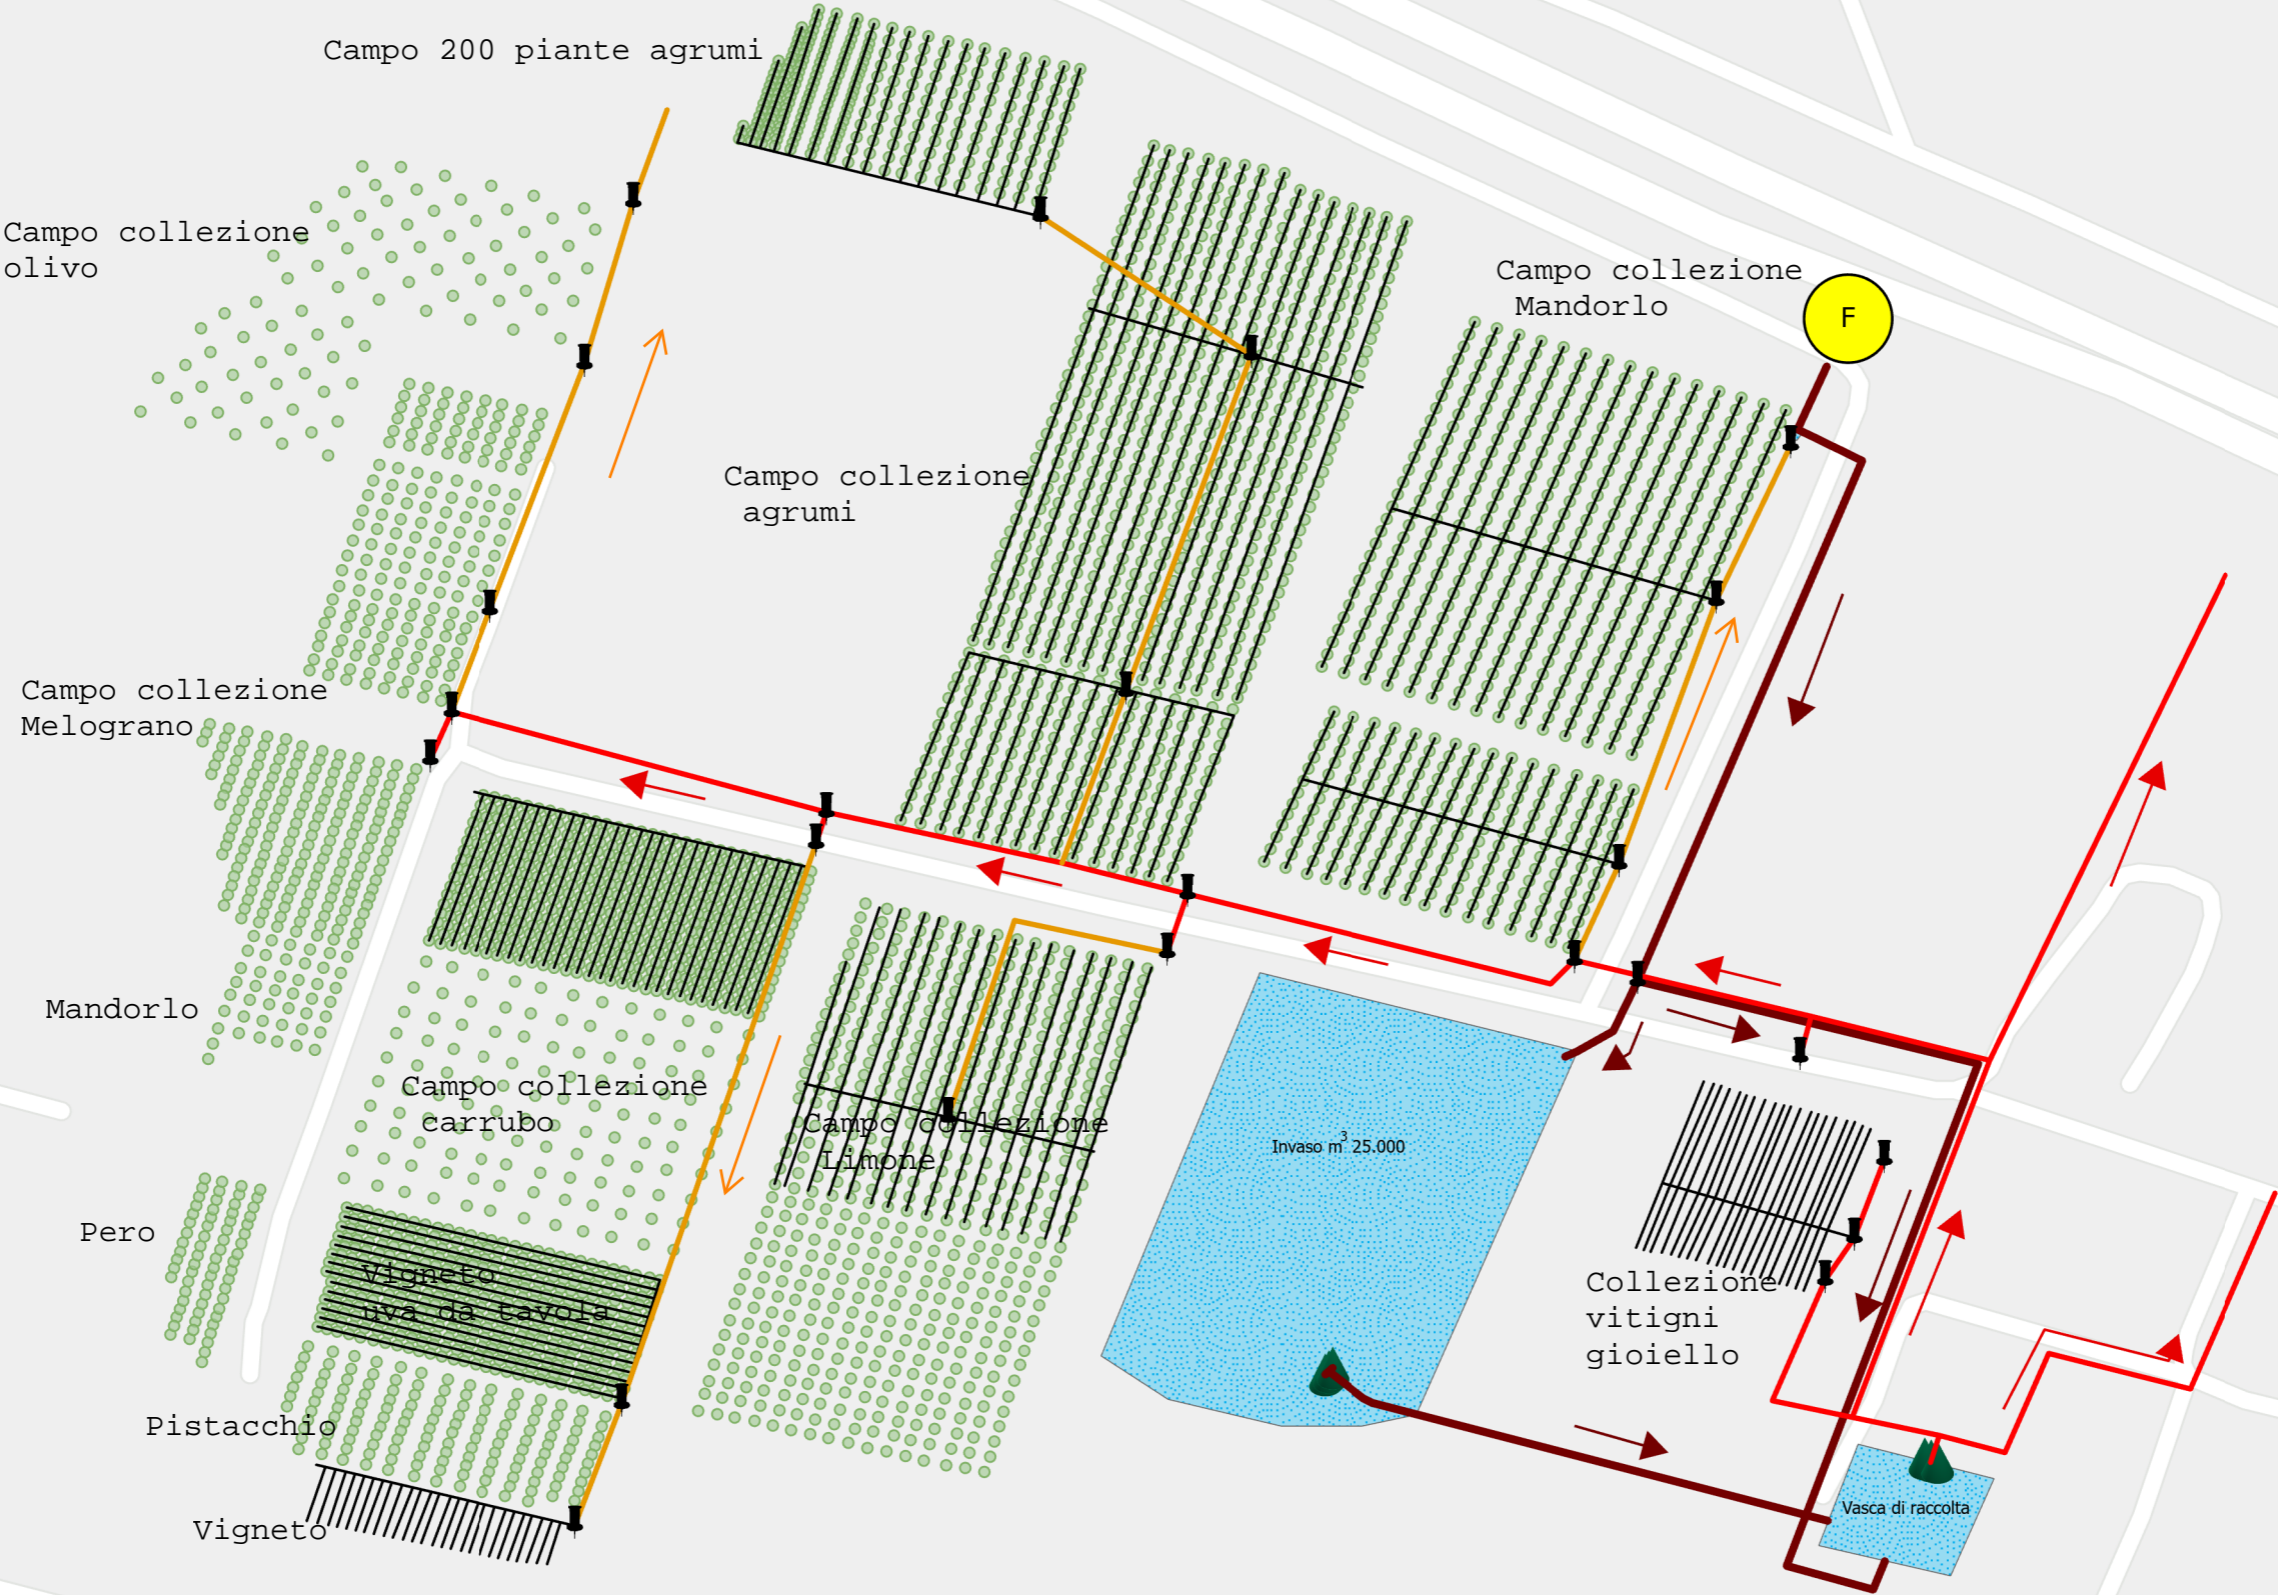 Campo 200 piante agrumi
Campo collezione
olivo
Campo collezione
Mandorlo
F
Campo collezione
agrumi
Campo collezione
Melograno
Mandorlo
Campo collezione
carrubo
Campo collezione
Limone
Invaso m³ 25.000
Pero
Vigneto
uva da tavola
Collezione
vitigni
gioiello
Pistacchio
Vasca di raccolta
Vigneto